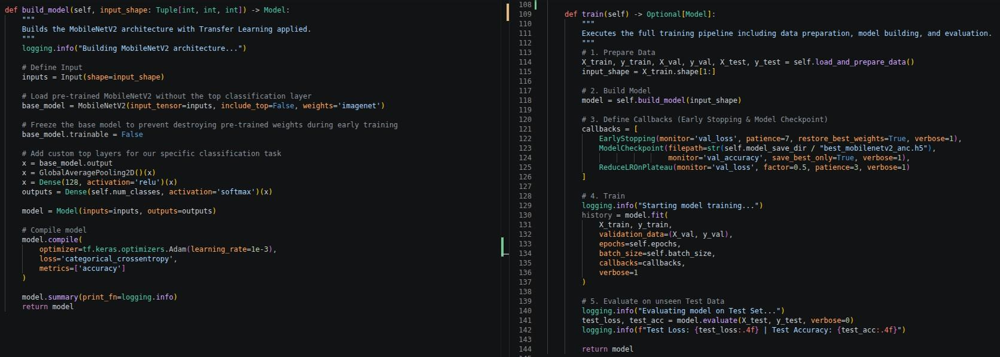 def build_model(self, input_shape: Tuple[int, int, int]) -> Model:
"""
Builds the MobileNetV2 architecture with Transfer Learning applied.
"""
logging.info("Building MobileNetV2 architecture...")
# Define Input
inputs = Input(shape=input_shape)
# Load pre-trained MobileNetV2 without the top classification layer
base_model = MobileNetV2(input_tensor=inputs, include_top=False, weights='imagenet')
# Freeze the base model to prevent destroying pre-trained weights during early training
base_model.trainable = False
# Add custom top layers for our specific classification task
x = base_model.output
x = GlobalAveragePooling2D()(x)
x = Dense(128, activation='relu')(x)
outputs = Dense(self.num_classes, activation='softmax')(x)
model = Model(inputs=inputs, outputs=outputs)
# Compile model
model.compile(
optimizer=tf.keras.optimizers.Adam(learning_rate=1e-3),
loss='categorical_crossentropy',
metrics=['accuracy']
)
model.summary(print_fn=logging.info)
return model
108
109 def train(self) -> Optional[Model]:
110 """
111 Executes the full training pipeline including data preparation, model building, and evaluation.
112 """
113 # 1. Prepare Data
114 X_train, y_train, X_val, y_val, X_test, y_test = self.load_and_prepare_data()
115 input_shape = X_train.shape[1:]
116
117 # 2. Build Model
118 model = self.build_model(input_shape)
119
120 # 3. Define Callbacks (Early Stopping & Model Checkpoint)
121 callbacks = [
122 EarlyStopping(monitor='val_loss', patience=7, restore_best_weights=True, verbose=1),
123 ModelCheckpoint(filepath=str(self.model_save_dir / "best_mobilenetv2_anc.h5"),
124 monitor='val_accuracy', save_best_only=True, verbose=1),
125 ReduceLROnPlateau(monitor='val_loss', factor=0.5, patience=3, verbose=1)
126 ]
127
128 # 4. Train
129 logging.info("Starting model training...")
130 history = model.fit(
131 X_train, y_train,
132 validation_data=(X_val, y_val),
133 epochs=self.epochs,
134 batch_size=self.batch_size,
135 callbacks=callbacks,
136 verbose=1
137 )
138
139 # 5. Evaluate on unseen Test Data
140 logging.info("Evaluating model on Test Set...")
141 test_loss, test_acc = model.evaluate(X_test, y_test, verbose=0)
142 logging.info(f"Test Loss: {test_loss:.4f} | Test Accuracy: {test_acc:.4f}")
143
144 return model